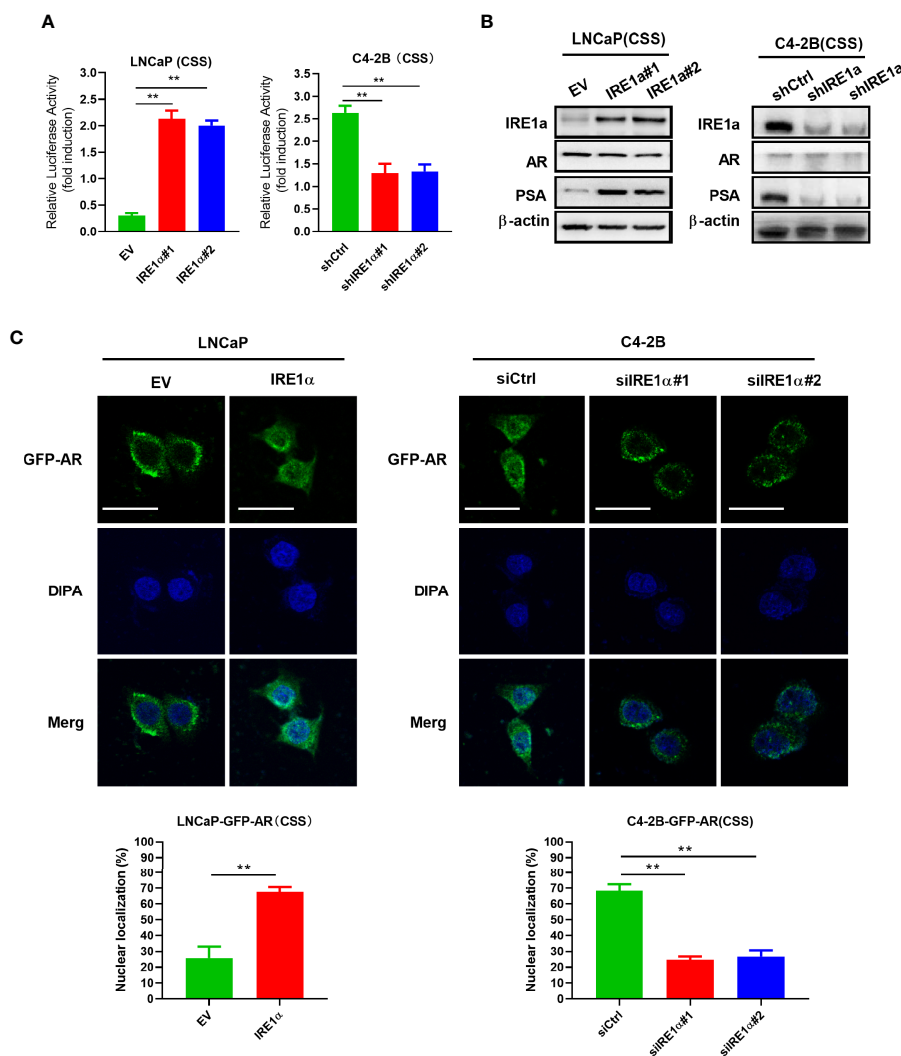 A
LNCaP (CSS)
Relative Luciferase Activity
(fold induction)
2.5
2.0
1.5
1.0
0.5
0.0
**
**
EV
IRE1α#1
IRE1α#2
C4-2B（CSS）
Relative Luciferase Activity
(fold induction)
3.5
3.0
2.5
2.0
1.5
1.0
0.5
0.0
**
**
shCtrl
shIRE1α#1
shIRE1α#2
B
LNCaP(CSS)
EV
IRE1a#1
IRE1a#2
IRE1a
AR
PSA
β-actin
C4-2B(CSS)
shCtrl
shIRE1a
shIRE1a
IRE1a
AR
PSA
β-actin
C
LNCaP
EV
IRE1α
C4-2B
siCtrl
siIRE1α#1
siIRE1α#2
GFP-AR
GFP-AR
DIPA
DIPA
Merg
Merg
LNCaP-GFP-AR（CSS）
Nuclear localization (%)
100
90
80
70
60
50
40
30
20
10
0
**
EV
IRE1α
C4-2B-GFP-AR(CSS)
Nuclear localization (%)
100
90
80
70
60
50
40
30
20
10
0
**
**
siCtrl
siIRE1α#1
siIRE1α#2